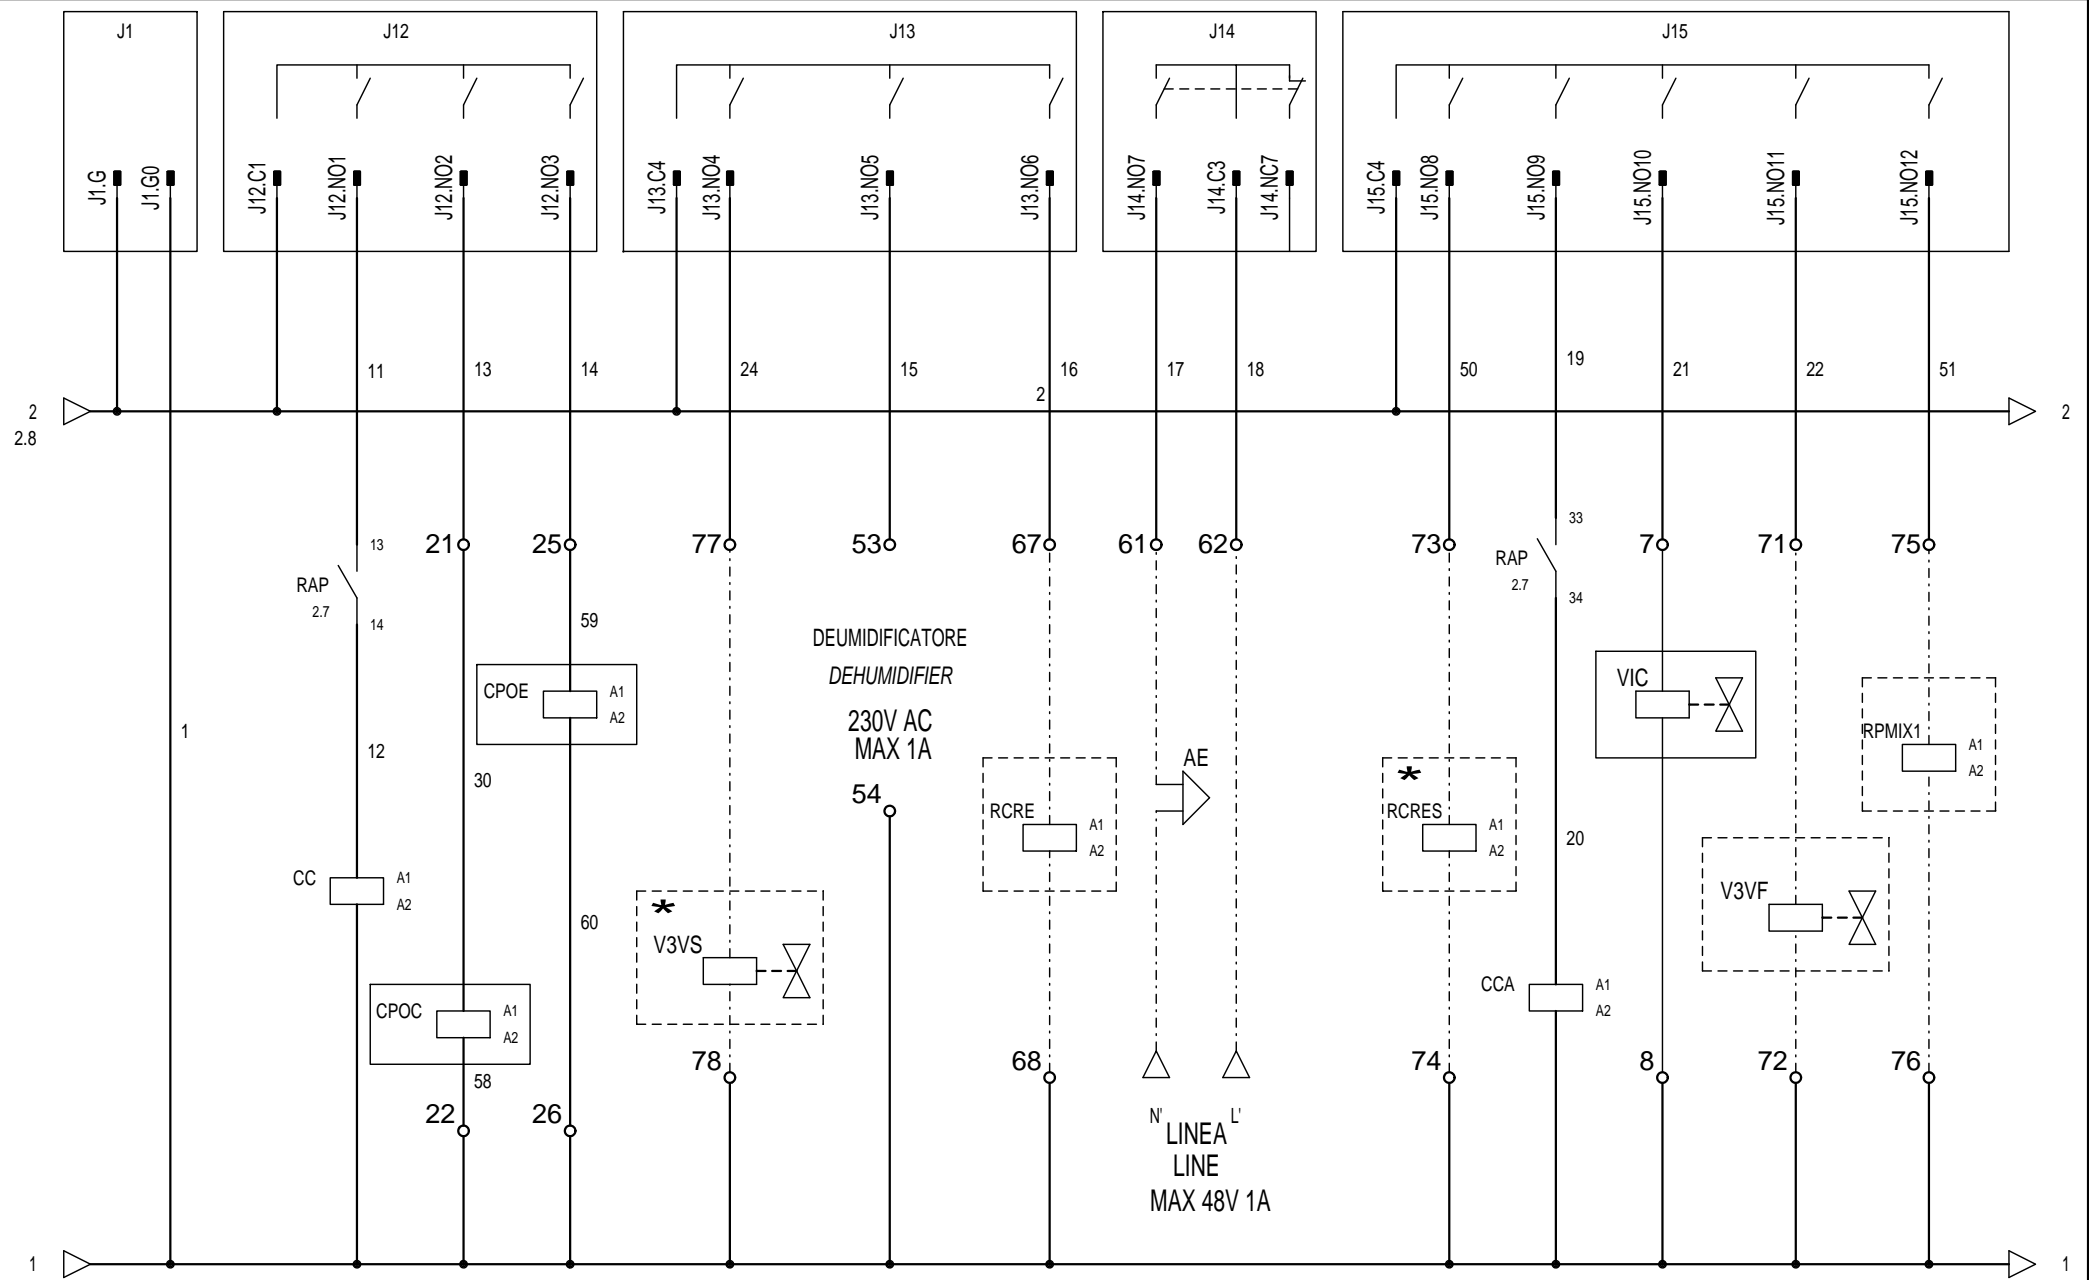 J1 J12 J13 J14 J15
J1.G J1.G0 J12.C1 J12.NO1 J12.NO2 J12.NO3 J13.C4 J13.NO4 J13.NO5 J13.NO6 J14.NO7 J14.C3 J14.NC7 J15.C4 J15.NO8 J15.NO9 J15.NO10 J15.NO11 J15.NO12
19
11 13 14 24 15 16 17 18 50 21 22 51
2
2 2
2.8
33
13 21 25 77 53 67 61 62 73 7 71 75
RAP RAP
2.7 2.7
34
14 59
DEUMIDIFICATORE
DEHUMIDIFIER
VIC
CPOE A1
A2
230V AC
MAX 1A
1 12 RPMIX1 A1
A2
AE
* 
30 54
RCRE A1
A2
RCRES A1
A2
20
CC A1
A2
V3VF
*
60
V3VS
CCA A1
A2
CPOC A1
A2
78 68 74 8 72 76
58
22 26
N' L'
LINEA
LINE
MAX 48V 1A
1 1